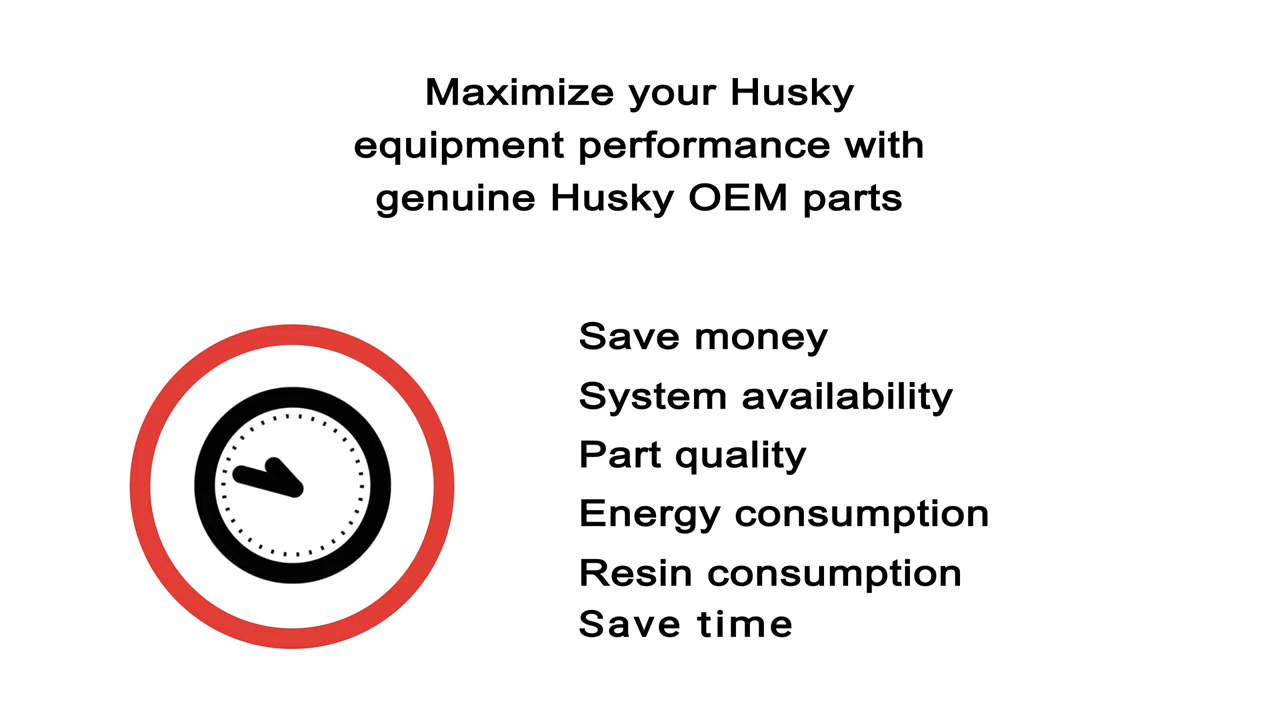 Maximize your Husky
equipment performance with
genuine Husky OEM parts
Save money
System availability
Part quality
Energy consumption
Resin consumption
Save time